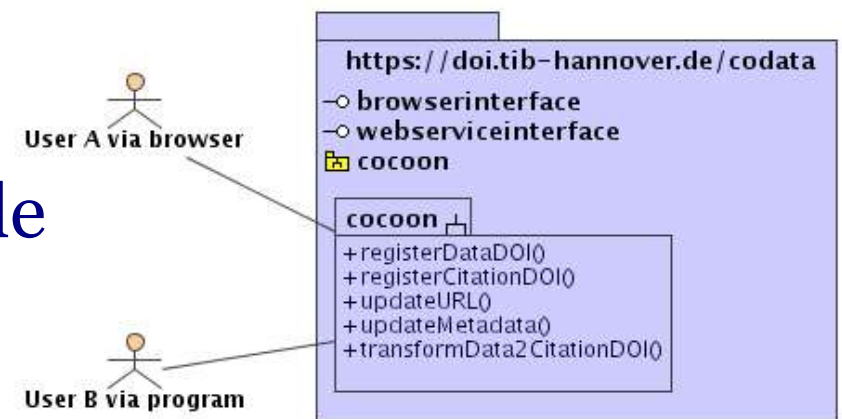 https://doi.tib-hannover.de/codata
browserinterface
webserviceinterface
cocoon
User A via browser
le
cocoon
+registerDataDOI()
+registerCitationDOI()
+updateURL()
+updateMetadata()
+transformData2CitationDOI()
User B via program